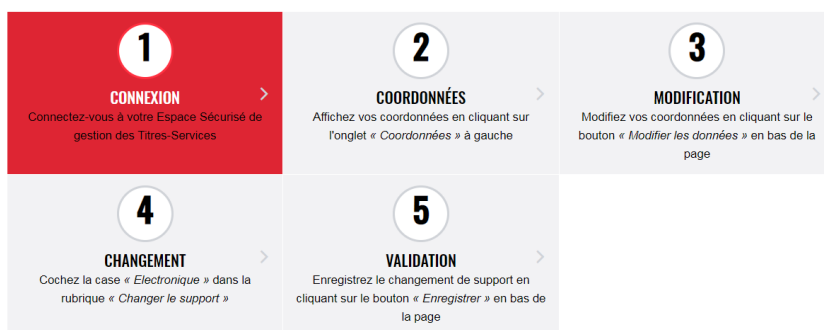 1
CONNEXION
Connectez-vous à votre Espace Sécurisé de
gestion des Titres-Services
2
COORDONNÉES
Affichez vos coordonnées en cliquant sur
l'onglet « Coordonnées » à gauche
3
MODIFICATION
Modifiez vos coordonnées en cliquant sur le
bouton « Modifier les données » en bas de la
page
4
CHANGEMENT
Cochez la case « Electronique » dans la
rubrique « Changer le support »
5
VALIDATION
Enregistrez le changement de support en
cliquant sur le bouton « Enregistrer » en bas de
la page